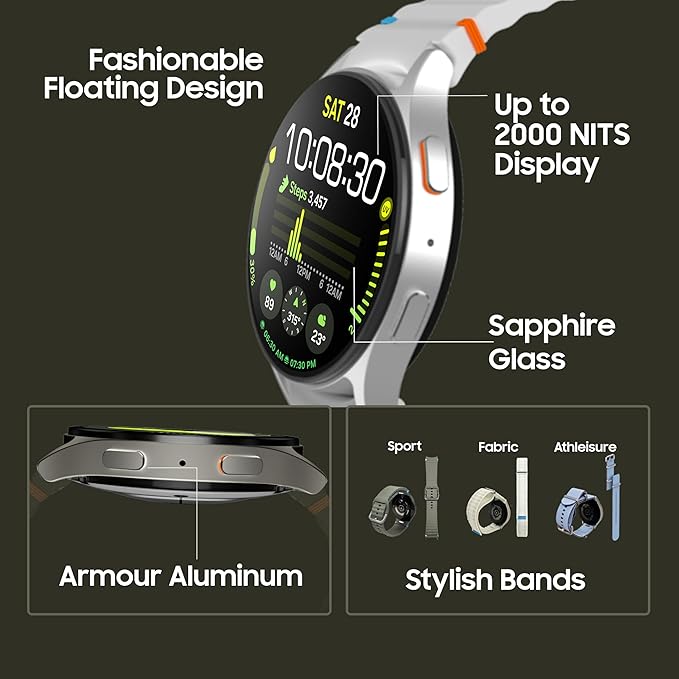 Fashionable
Floating Design
Up to
2000 NITS
Display
SAT 28
10:08:30
Steps 3,457
UV
12AM 6 12PM 6 12AM
30%
89
315°
23°
08:30 AM 07:30 PM
Sapphire
Glass
Armour Aluminum
Sport
Fabric
Athleisure
Stylish Bands